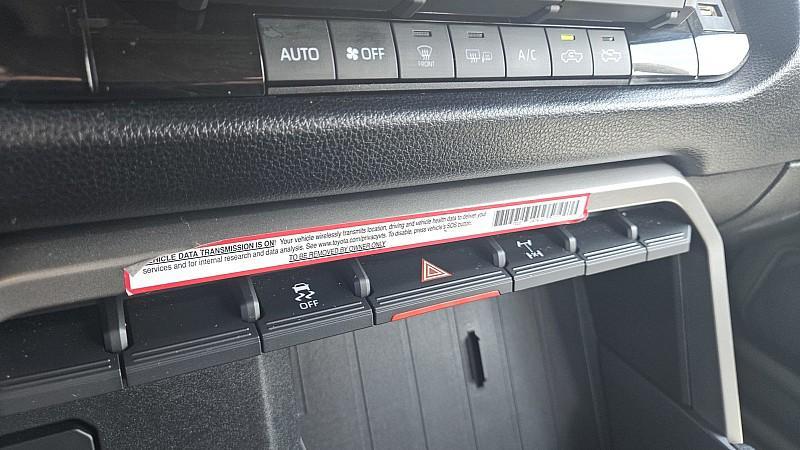 AUTO
OFF
FRONT
A/C
VEHICLE DATA TRANSMISSION IS ON! Your vehicle wirelessly transmits location, driving and vehicle health data to deliver your
services and for internal research and data analysis. See www.toyota.com/privacyvts. To disable, press vehicle's SOS button.
TO BE REMOVED BY OWNER ONLY
OFF